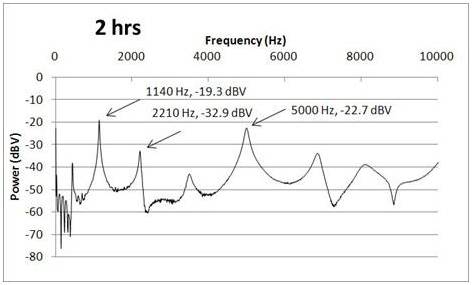 2 hrs
Frequency (Hz)
0 2000 4000 6000 8000 10000
0
1140 Hz, -19.3 dBV
-10
2210 Hz, -32.9 dBV
5000 Hz, -22.7 dBV
-20
-30
-40
-50
-60
-70
-80
Power (dBV)